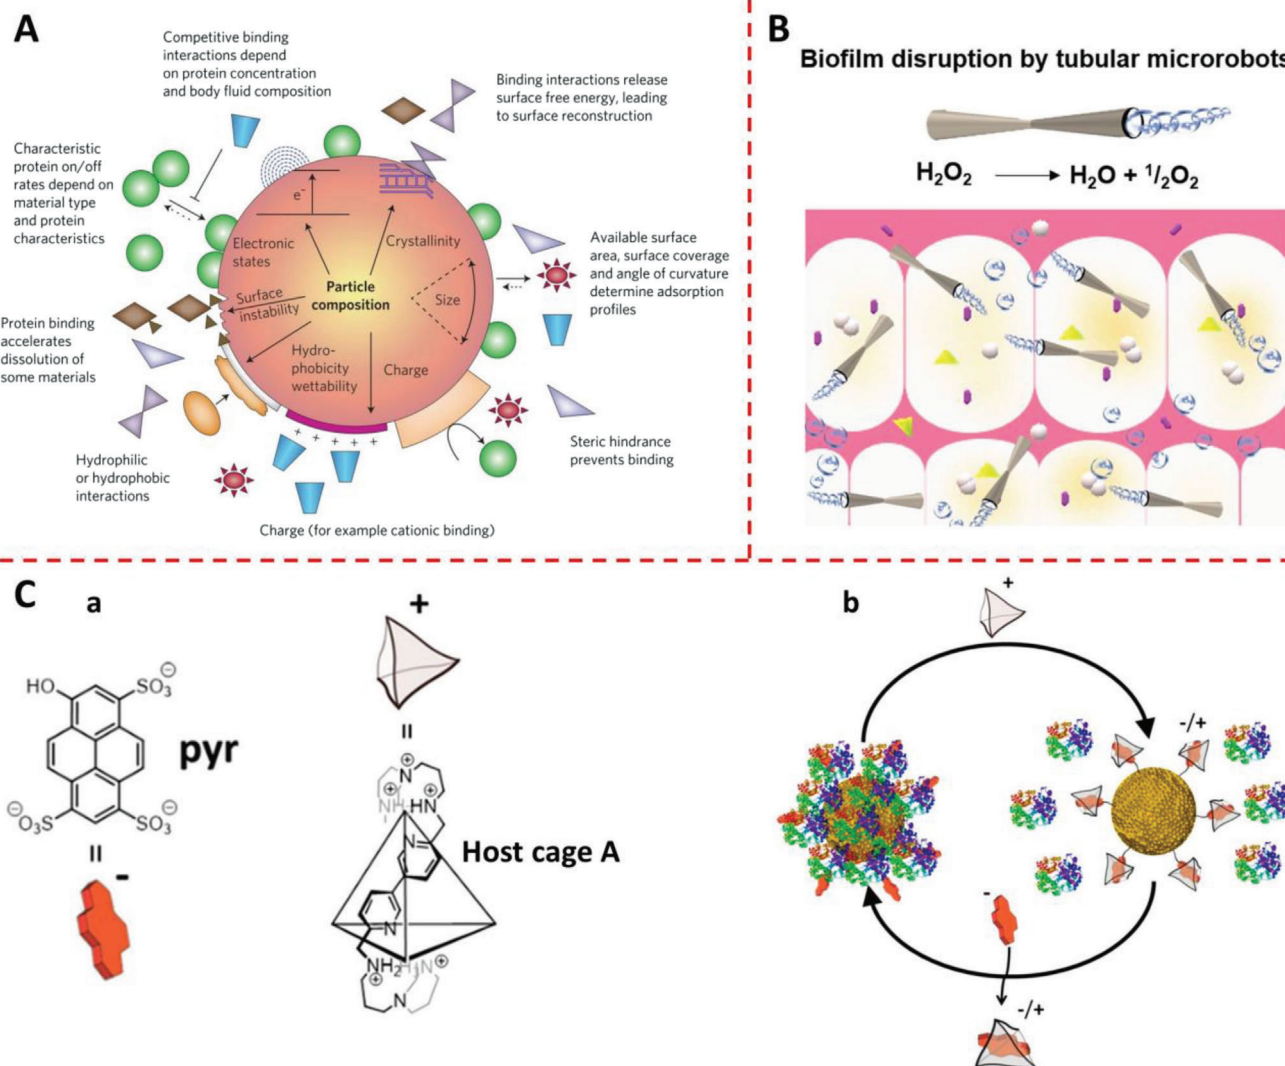 A
Competitive binding
interactions depend
on protein concentration
and body fluid composition
Binding interactions release
surface free energy, leading
to surface reconstruction
Characteristic
protein on/off
rates depend on
material type
and protein
characteristics
e⁻
Electronic
states
Crystallinity
Available surface
area, surface coverage
and angle of curvature
determine adsorption
profiles
Particle
composition
Surface
instability
Size
Protein binding
accelerates
dissolution of
some materials
Hydro-
phobicity
wettability
Charge
+ + + + + +
Steric hindrance
prevents binding
Hydrophilic
or hydrophobic
interactions
Charge (for example cationic binding)
B
Biofilm disruption by tubular microrobots
H₂O₂ → H₂O + ¹/₂O₂
C
a
HO
SO₃⊖
pyr
⊖O₃S
SO₃⊖
=
-
+
=
⊕
N
⊕ ⊕
NH HN
N
Host cage A
N
NH₂ H N ⊕
⊕
N
b
+
-/+
-
-/+